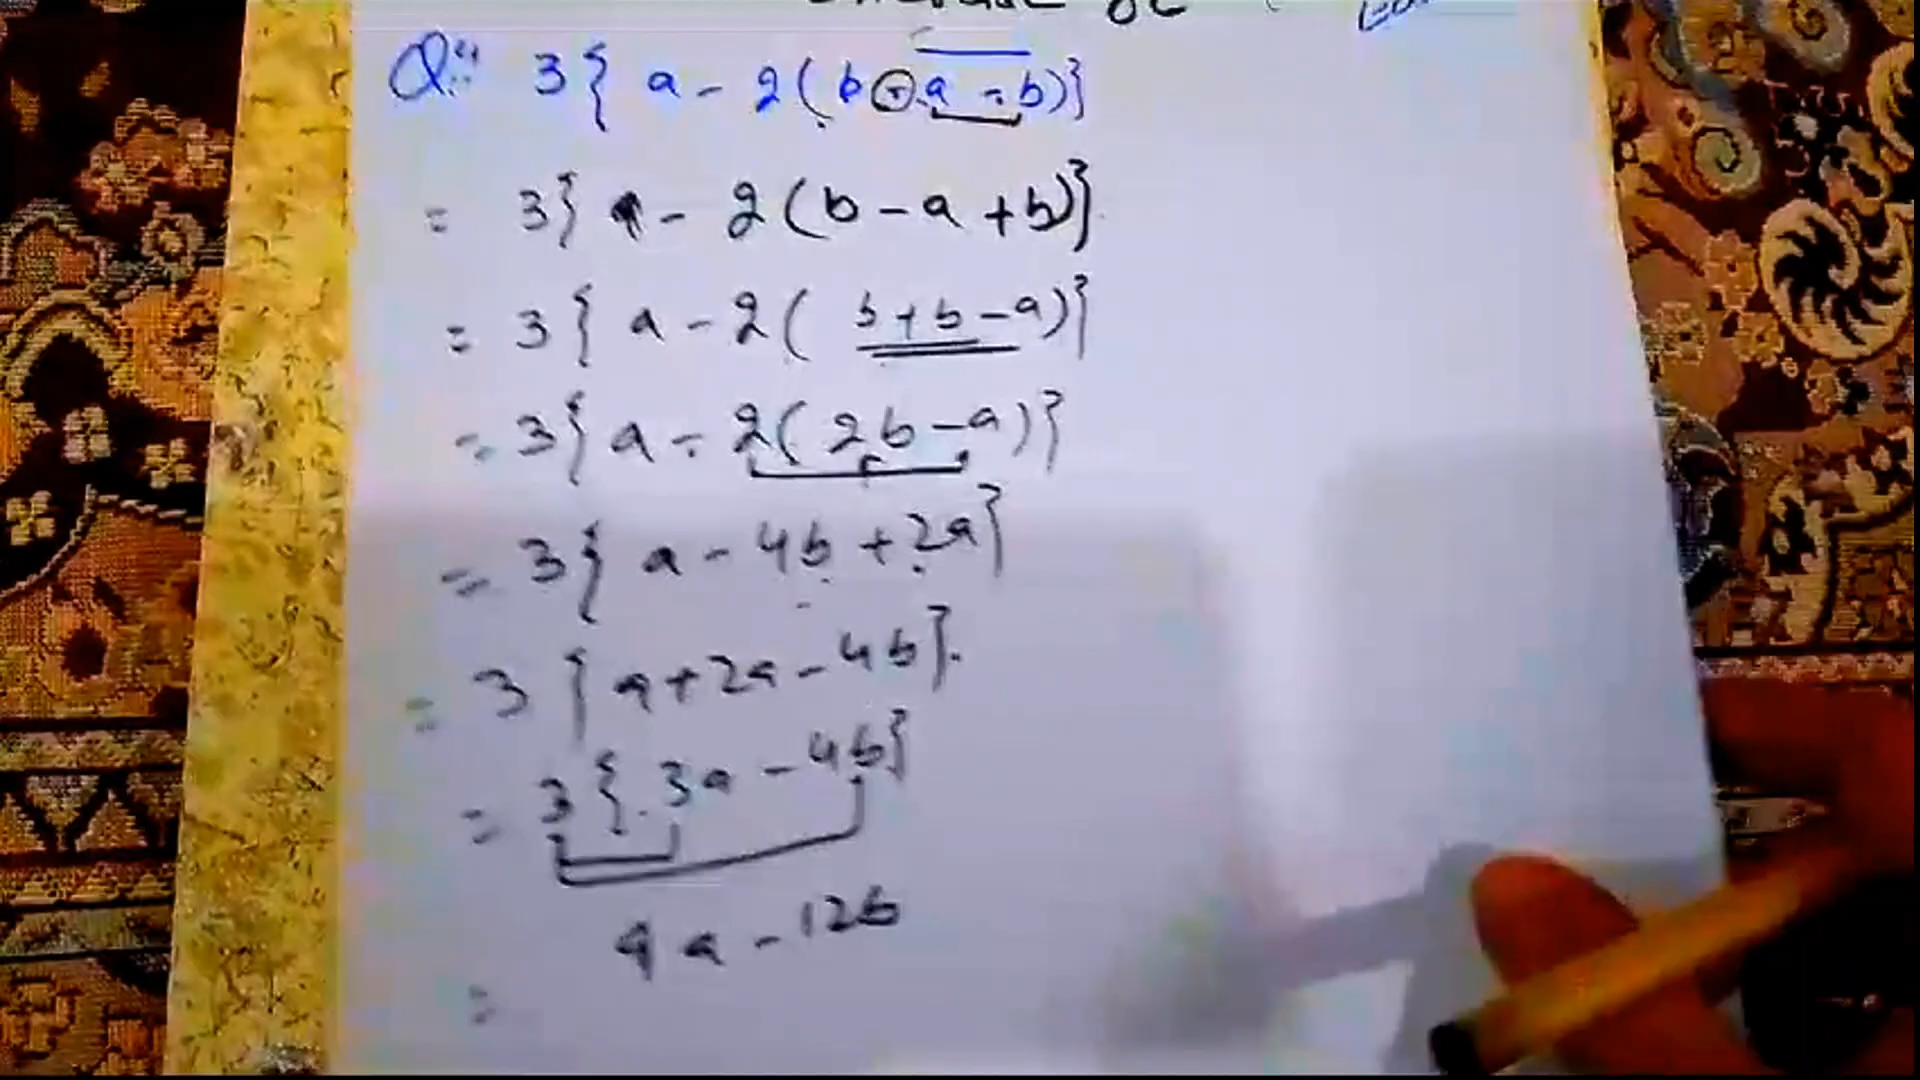 Q:: 3{ a - 2 ( b - a - b)}
= 3{ a - 2 ( b - a + b)}
= 3{ a - 2 ( b + b - a)}
= 3{ a - 2 ( 2b - a)}
= 3{ a - 4b + 2a}
= 3 { a + 2a - 4b}.
= 3 { 3a - 4b}
= 9a - 12b